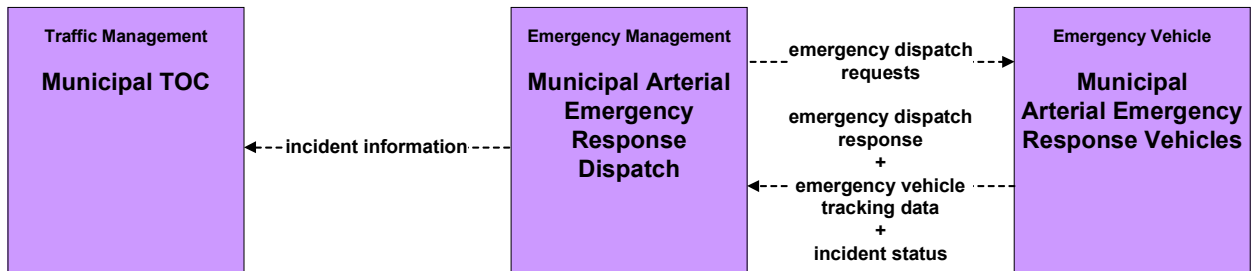 Traffic Management
Municipal TOC
incident information
Emergency Management
Municipal Arterial
Emergency
Response
Dispatch
emergency dispatch
requests
emergency dispatch
response
+
emergency vehicle
tracking data
+
incident status
Emergency Vehicle
Municipal
Arterial Emergency
Response Vehicles